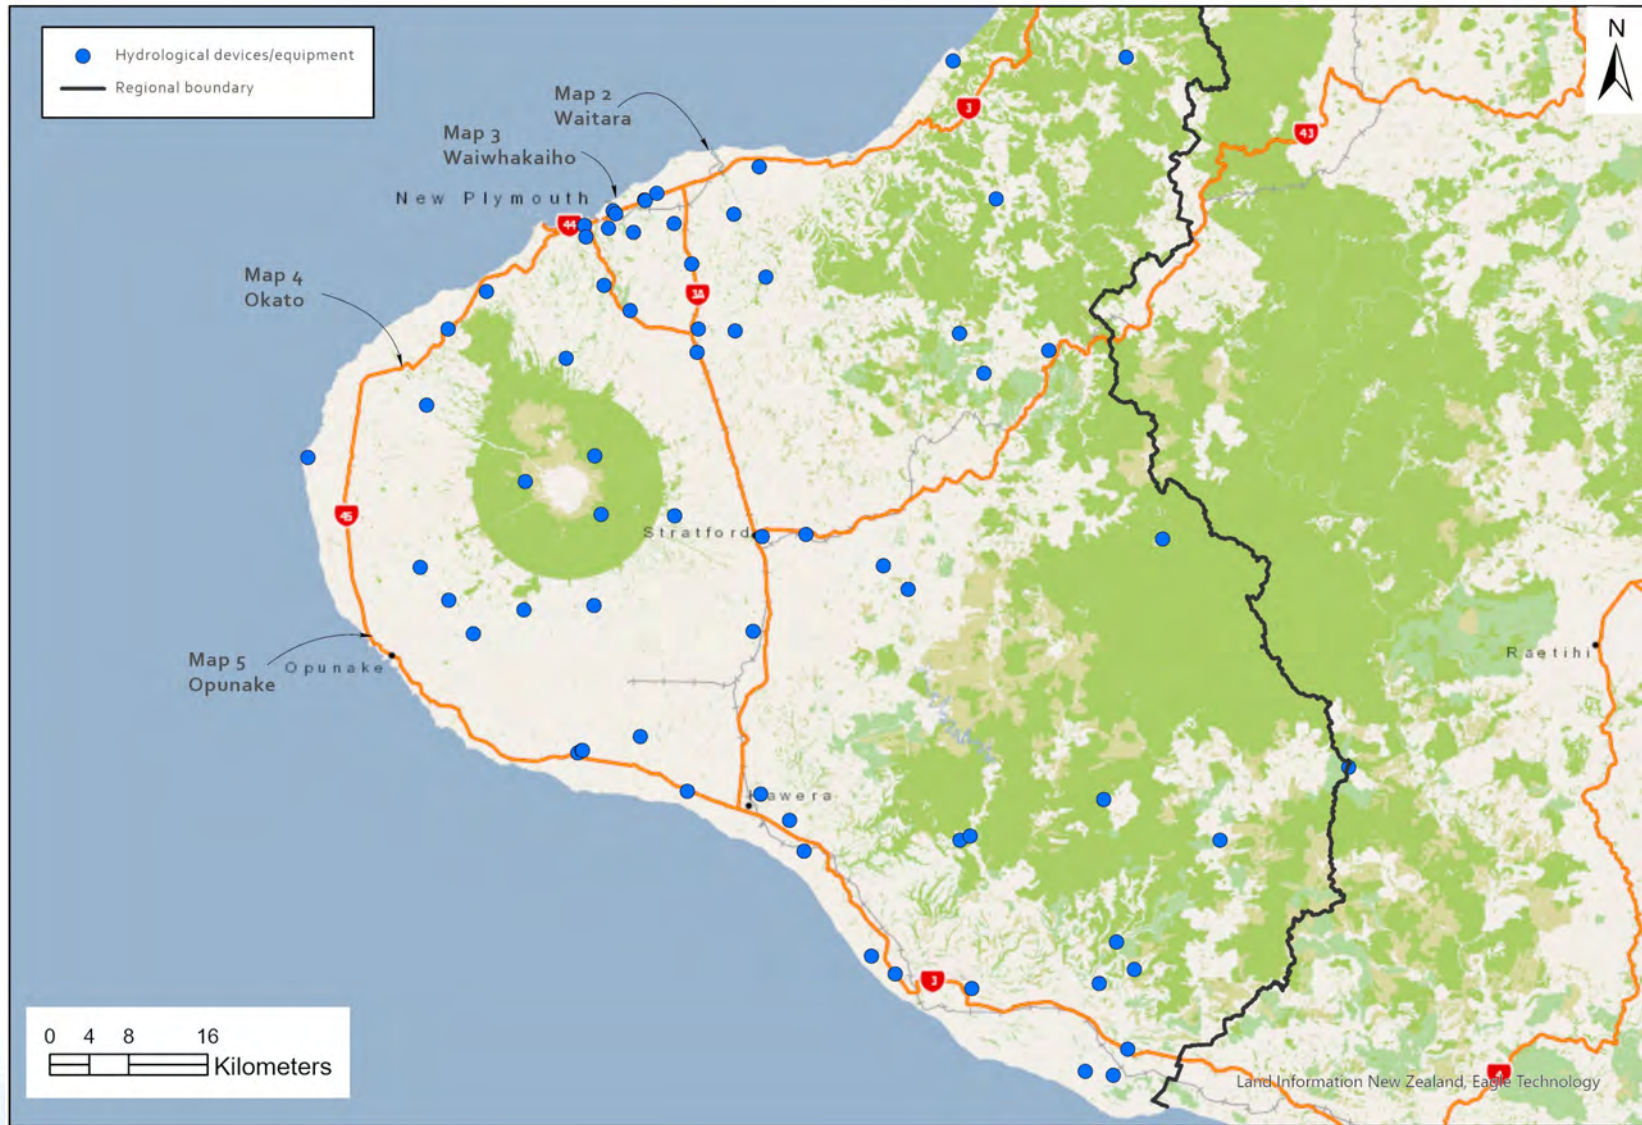 Hydrological devices/equipment
Regional boundary
N
Map 2
Waitara
Map 3
Waiwhakaiho
New Plymouth
44
3
43
Map 4
Okato
3A
45
Stratford
Map 5
Opunake
Opunake
Raetihi
Hawera
3
0 4 8 16
Kilometers
4
Land Information New Zealand, Eagle Technology